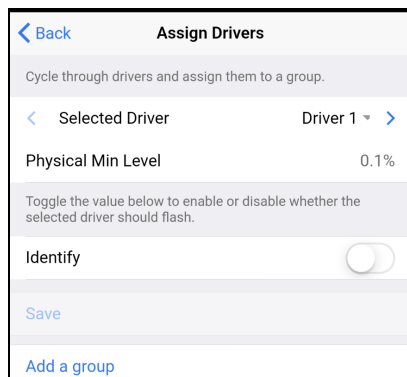 Back
Assign Drivers
Cycle through drivers and assign them to a group.
Selected Driver
Driver 1
Physical Min Level
0.1%
Toggle the value below to enable or disable whether the
selected driver should flash.
Identify
Save
Add a group